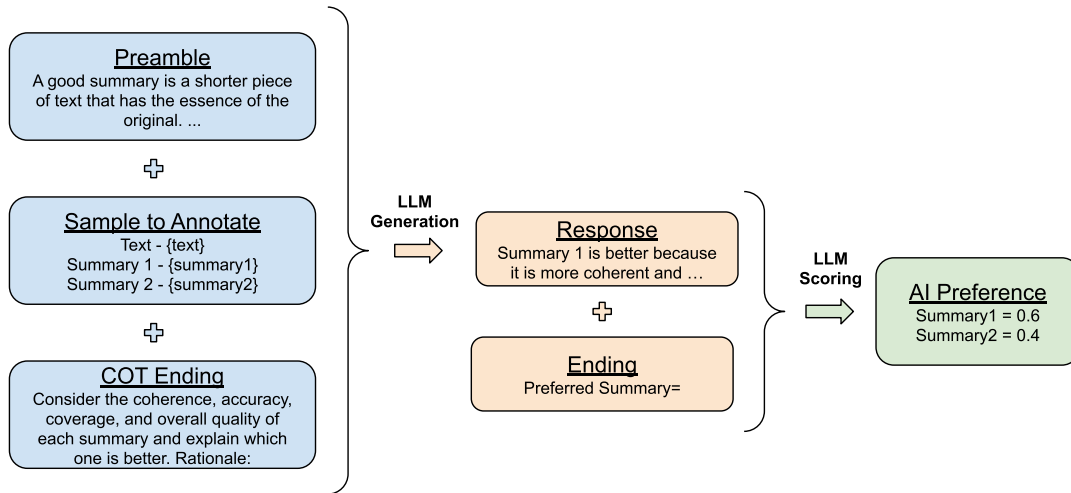 Preamble
A good summary is a shorter piece
of text that has the essence of the
original. ...
Sample to Annotate
Text - {text}
Summary 1 - {summary1}
Summary 2 - {summary2}
COT Ending
Consider the coherence, accuracy,
coverage, and overall quality of
each summary and explain which
one is better. Rationale:
LLM
Generation
Response
Summary 1 is better because
it is more coherent and ...
Ending
Preferred Summary=
LLM
Scoring
AI Preference
Summary1 = 0.6
Summary2 = 0.4